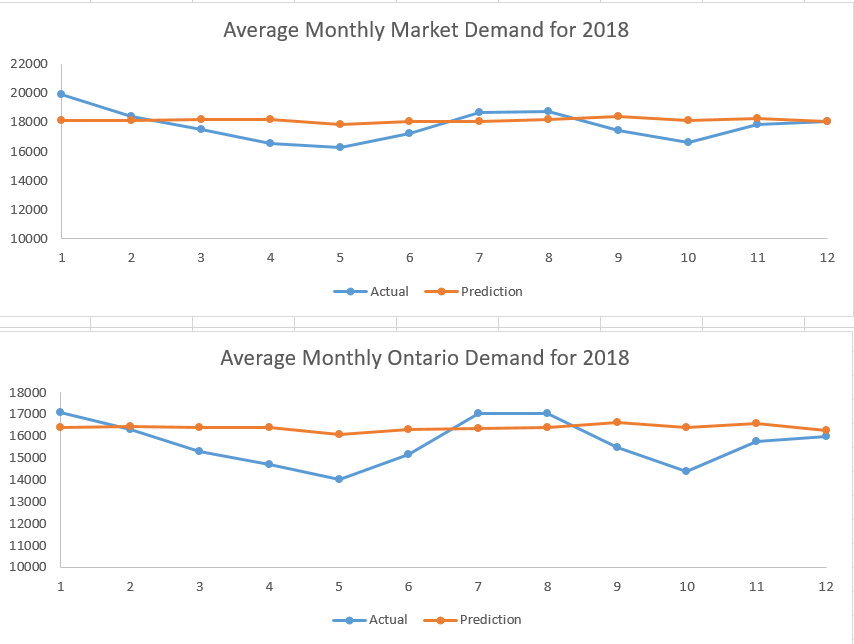 Average Monthly Market Demand for 2018
22000
20000
18000
16000
14000
12000
10000
1 2 3 4 5 6 7 8 9 10 11 12
Actual Prediction
Average Monthly Ontario Demand for 2018
18000
17000
16000
15000
14000
13000
12000
11000
10000
1 2 3 4 5 6 7 8 9 10 11 12
Actual Prediction